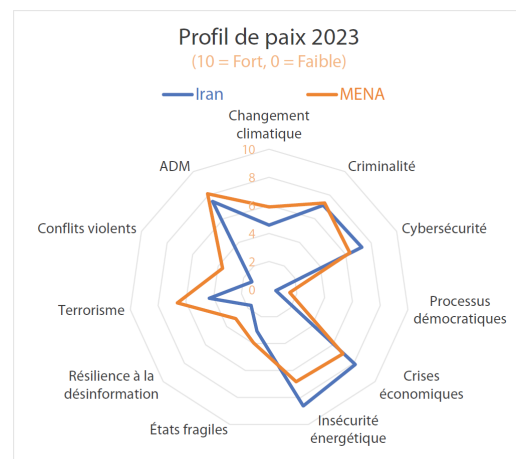 Profil de paix 2023
(10 = Fort, 0 = Faible)
Iran
MENA
Changement
climatique
10
8
6
4
2
0
Criminalité
Cybersécurité
Processus
démocratiques
Crises
économiques
Insécurité
énergétique
États fragiles
Résilience à la
désinformation
Terrorisme
Conflits violents
ADM